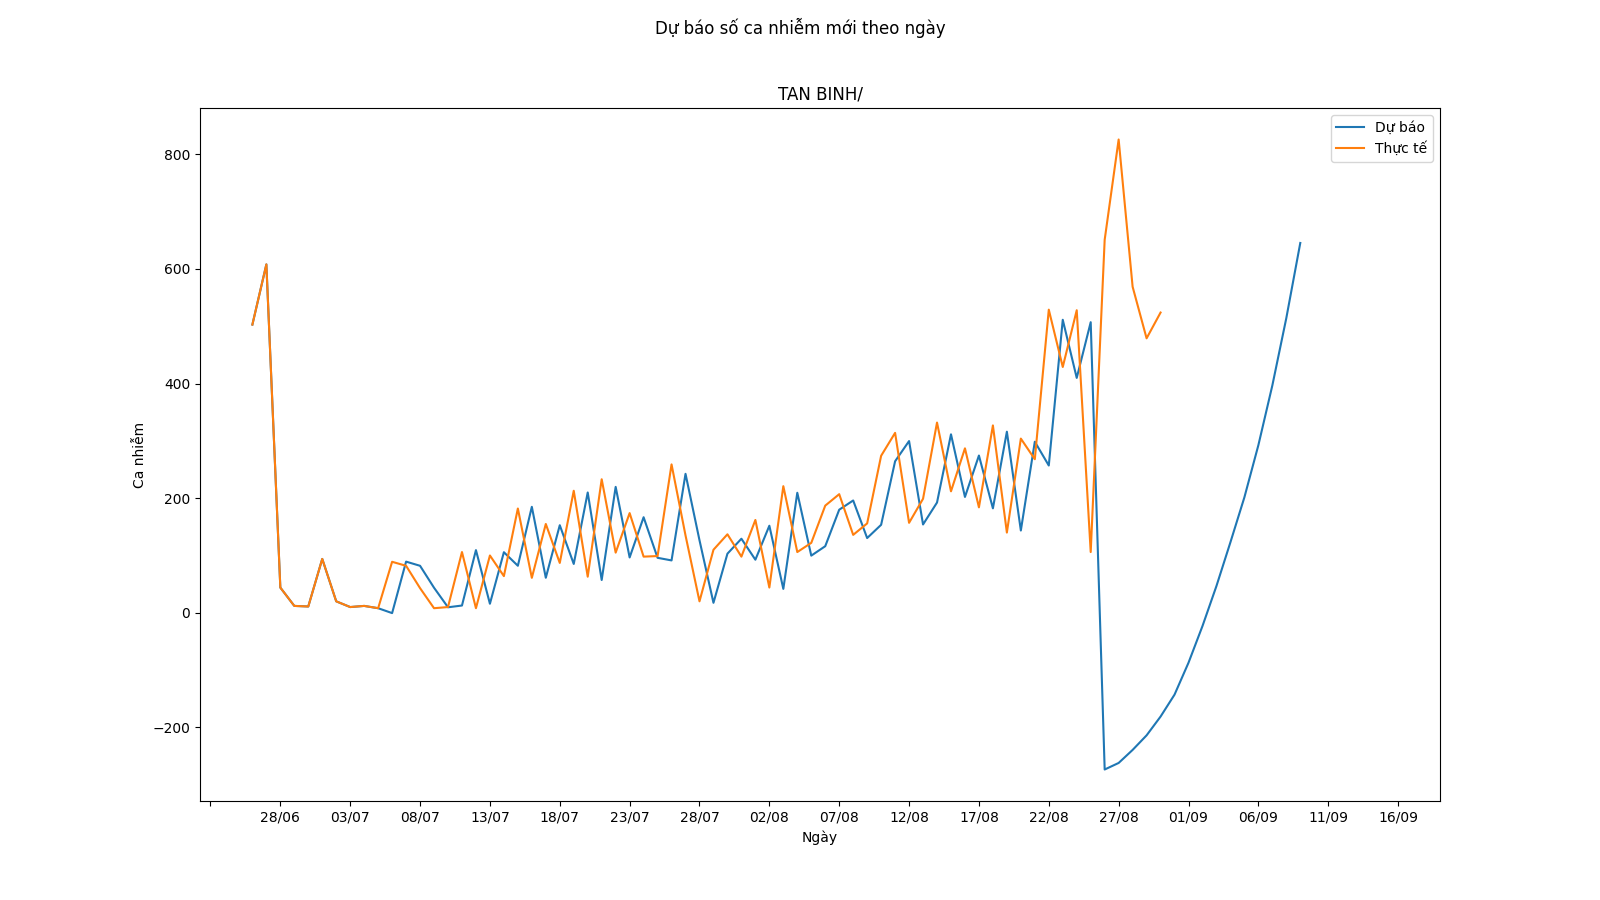 Dự báo số ca nhiễm mới theo ngày
TAN BINH/
Dự báo
Thực tế
800
600
400
200
0
−200
Ca nhiễm
28/06 03/07 08/07 13/07 18/07 23/07 28/07 02/08 07/08 12/08 17/08 22/08 27/08 01/09 06/09 11/09 16/09
Ngày